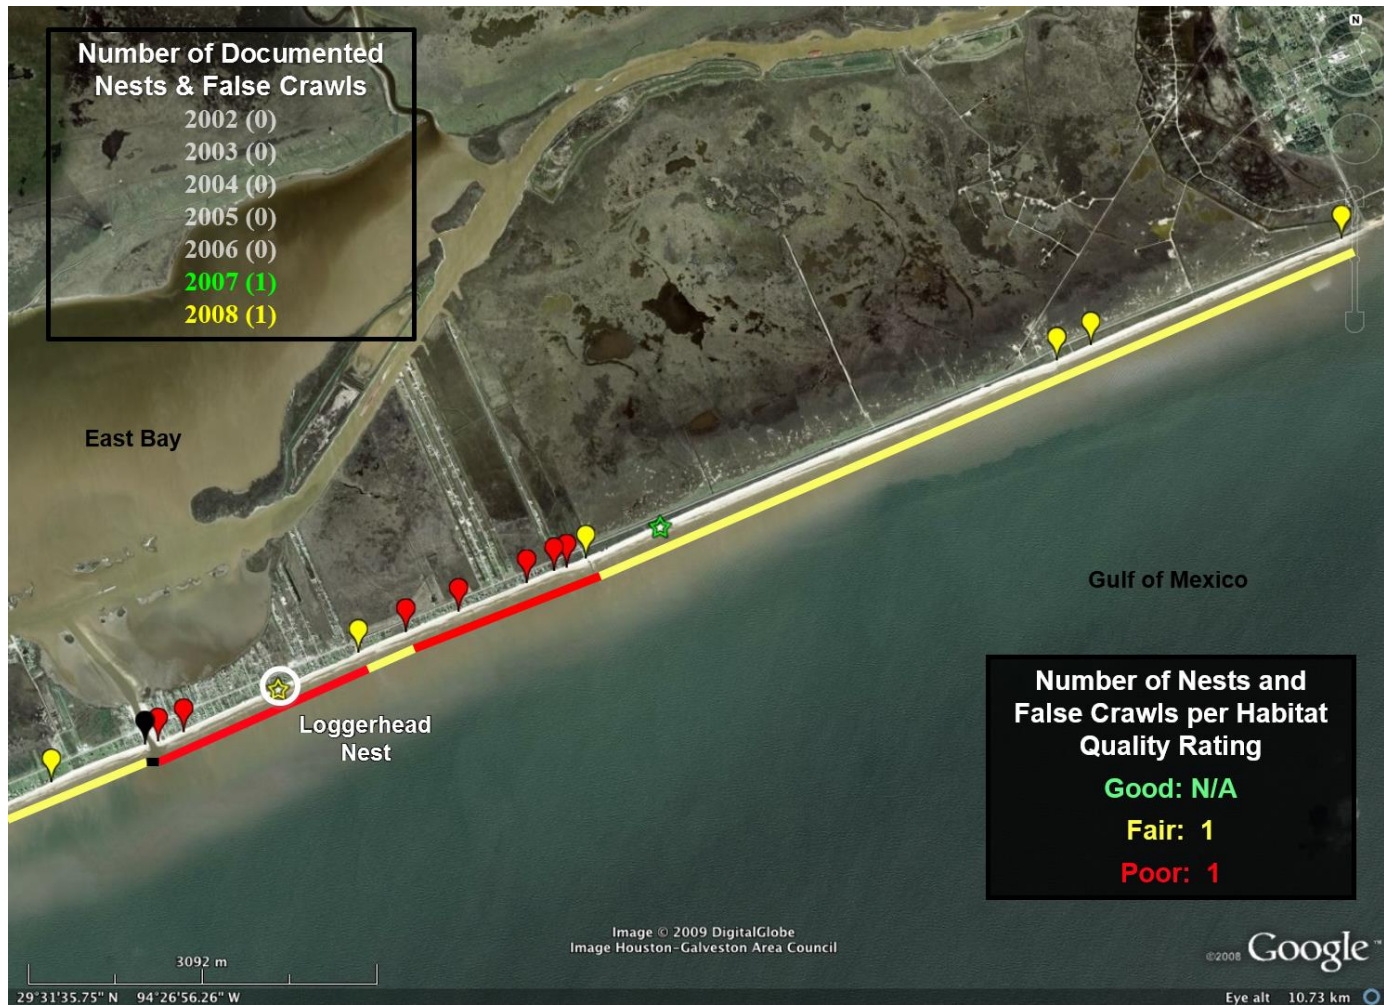 Number of Documented
Nests & False Crawls
2002 (0)
2003 (0)
2004 (0)
2005 (0)
2006 (0)
2007 (1)
2008 (1)
N
East Bay
Gulf of Mexico
Loggerhead
Nest
Number of Nests and
False Crawls per Habitat
Quality Rating
Good: N/A
Fair: 1
Poor: 1
Image © 2009 DigitalGlobe
Image Houston-Galveston Area Council
©2008 Google™
3092 m
29°31'35.75" N 94°26'56.26" W
Eye alt 10.73 km